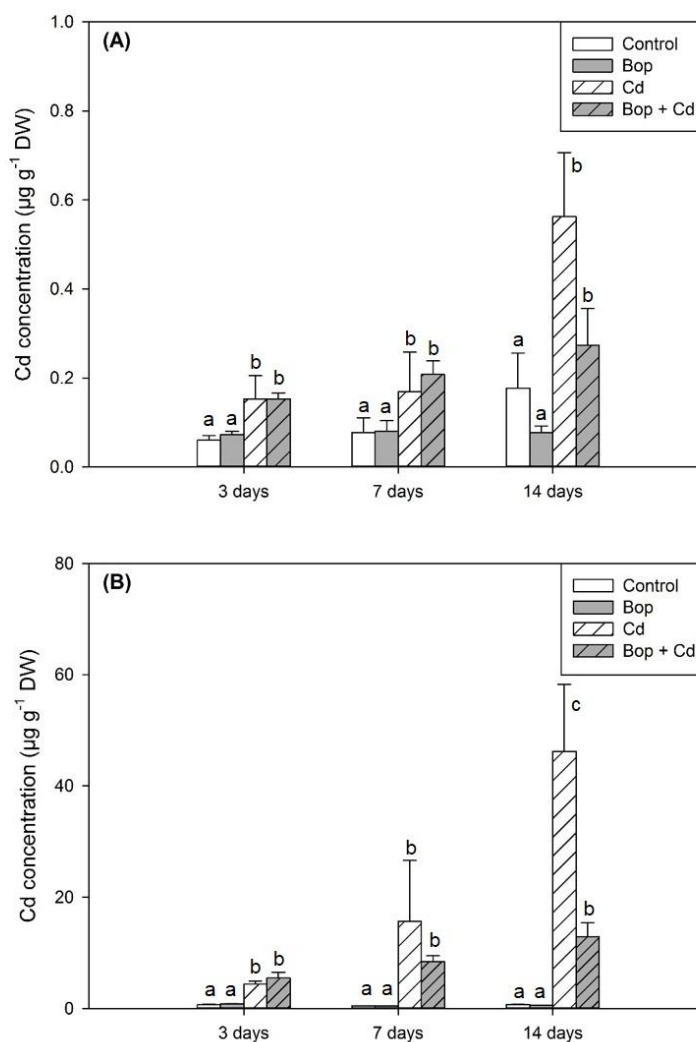 (A)
Control
Bop
Cd
Bop + Cd
Cd concentration (µg g⁻¹ DW)
1.0
0.8
0.6
0.4
0.2
0.0
a a b b
a a b b
a a b b
3 days 7 days 14 days
(B)
Control
Bop
Cd
Bop + Cd
Cd concentration (µg g⁻¹ DW)
80
60
40
20
0
a a b b
a a b b
a a c b
3 days 7 days 14 days